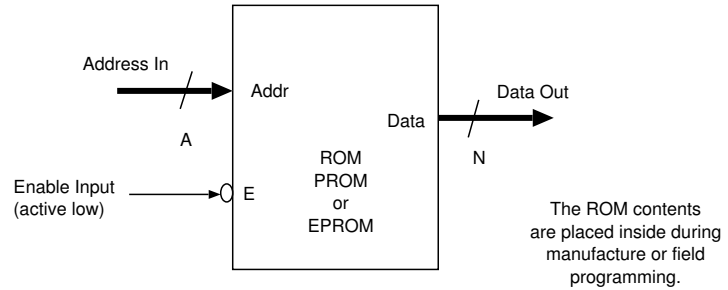 Address In
A
Addr
Data
Data Out
N
Enable Input
(active low)
E
ROM
PROM
or
EPROM
The ROM contents
are placed inside during
manufacture or field
programming.